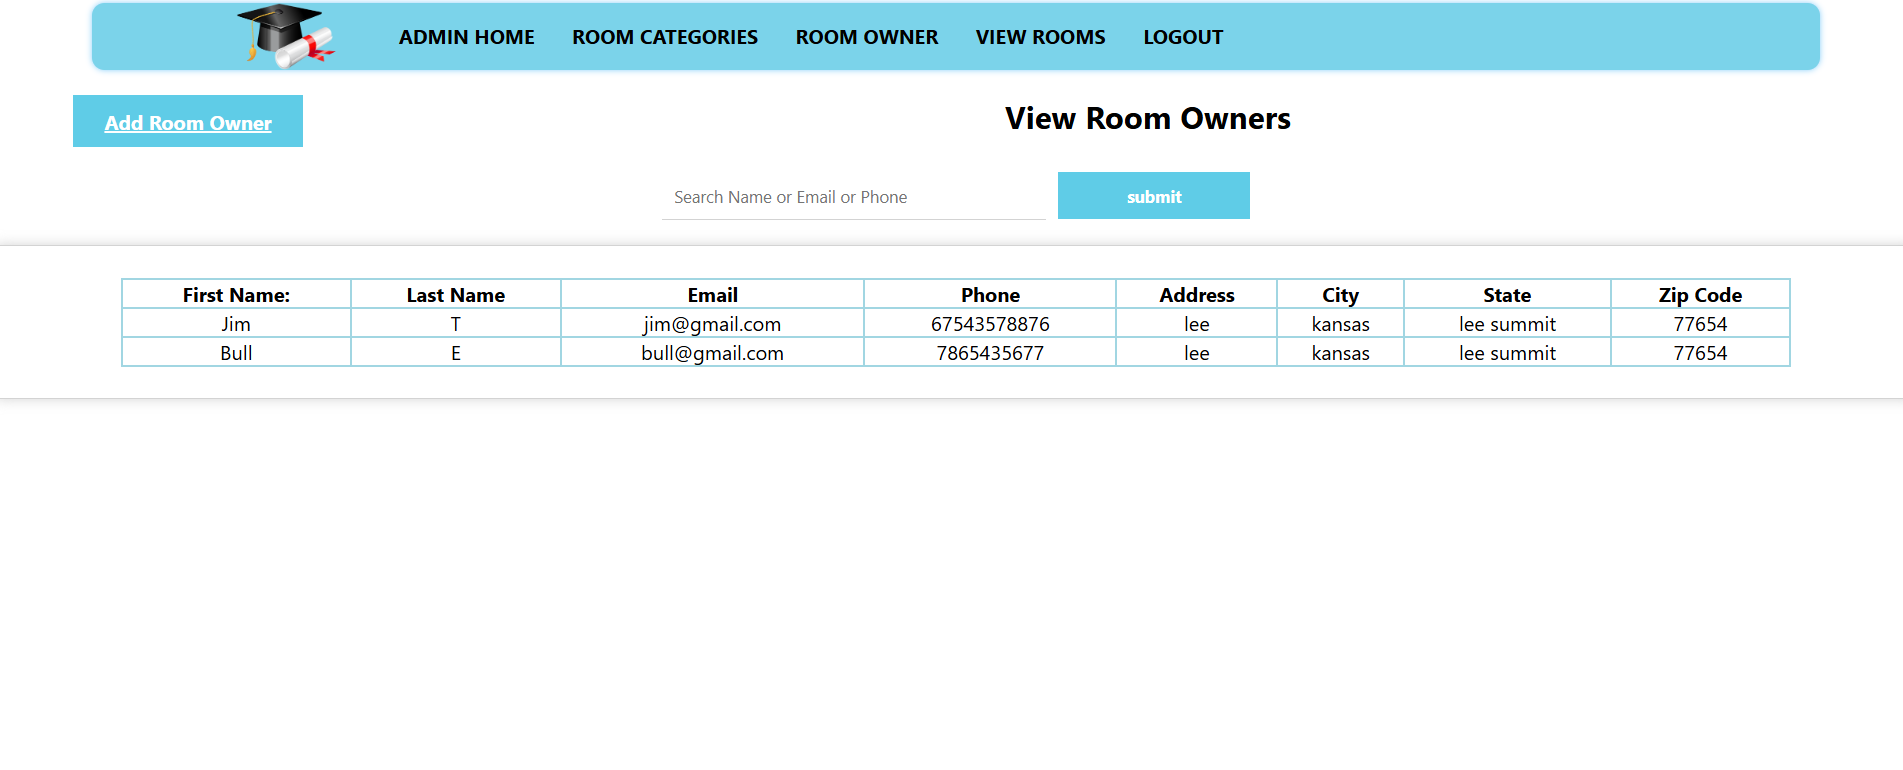 ADMIN HOME ROOM CATEGORIES ROOM OWNER VIEW ROOMS LOGOUT
Add Room Owner
View Room Owners
Search Name or Email or Phone submit
First Name: Last Name Email Phone Address City State Zip Code
Jim T jim@gmail.com 67543578876 lee kansas lee summit 77654
Bull E bull@gmail.com 7865435677 lee kansas lee summit 77654